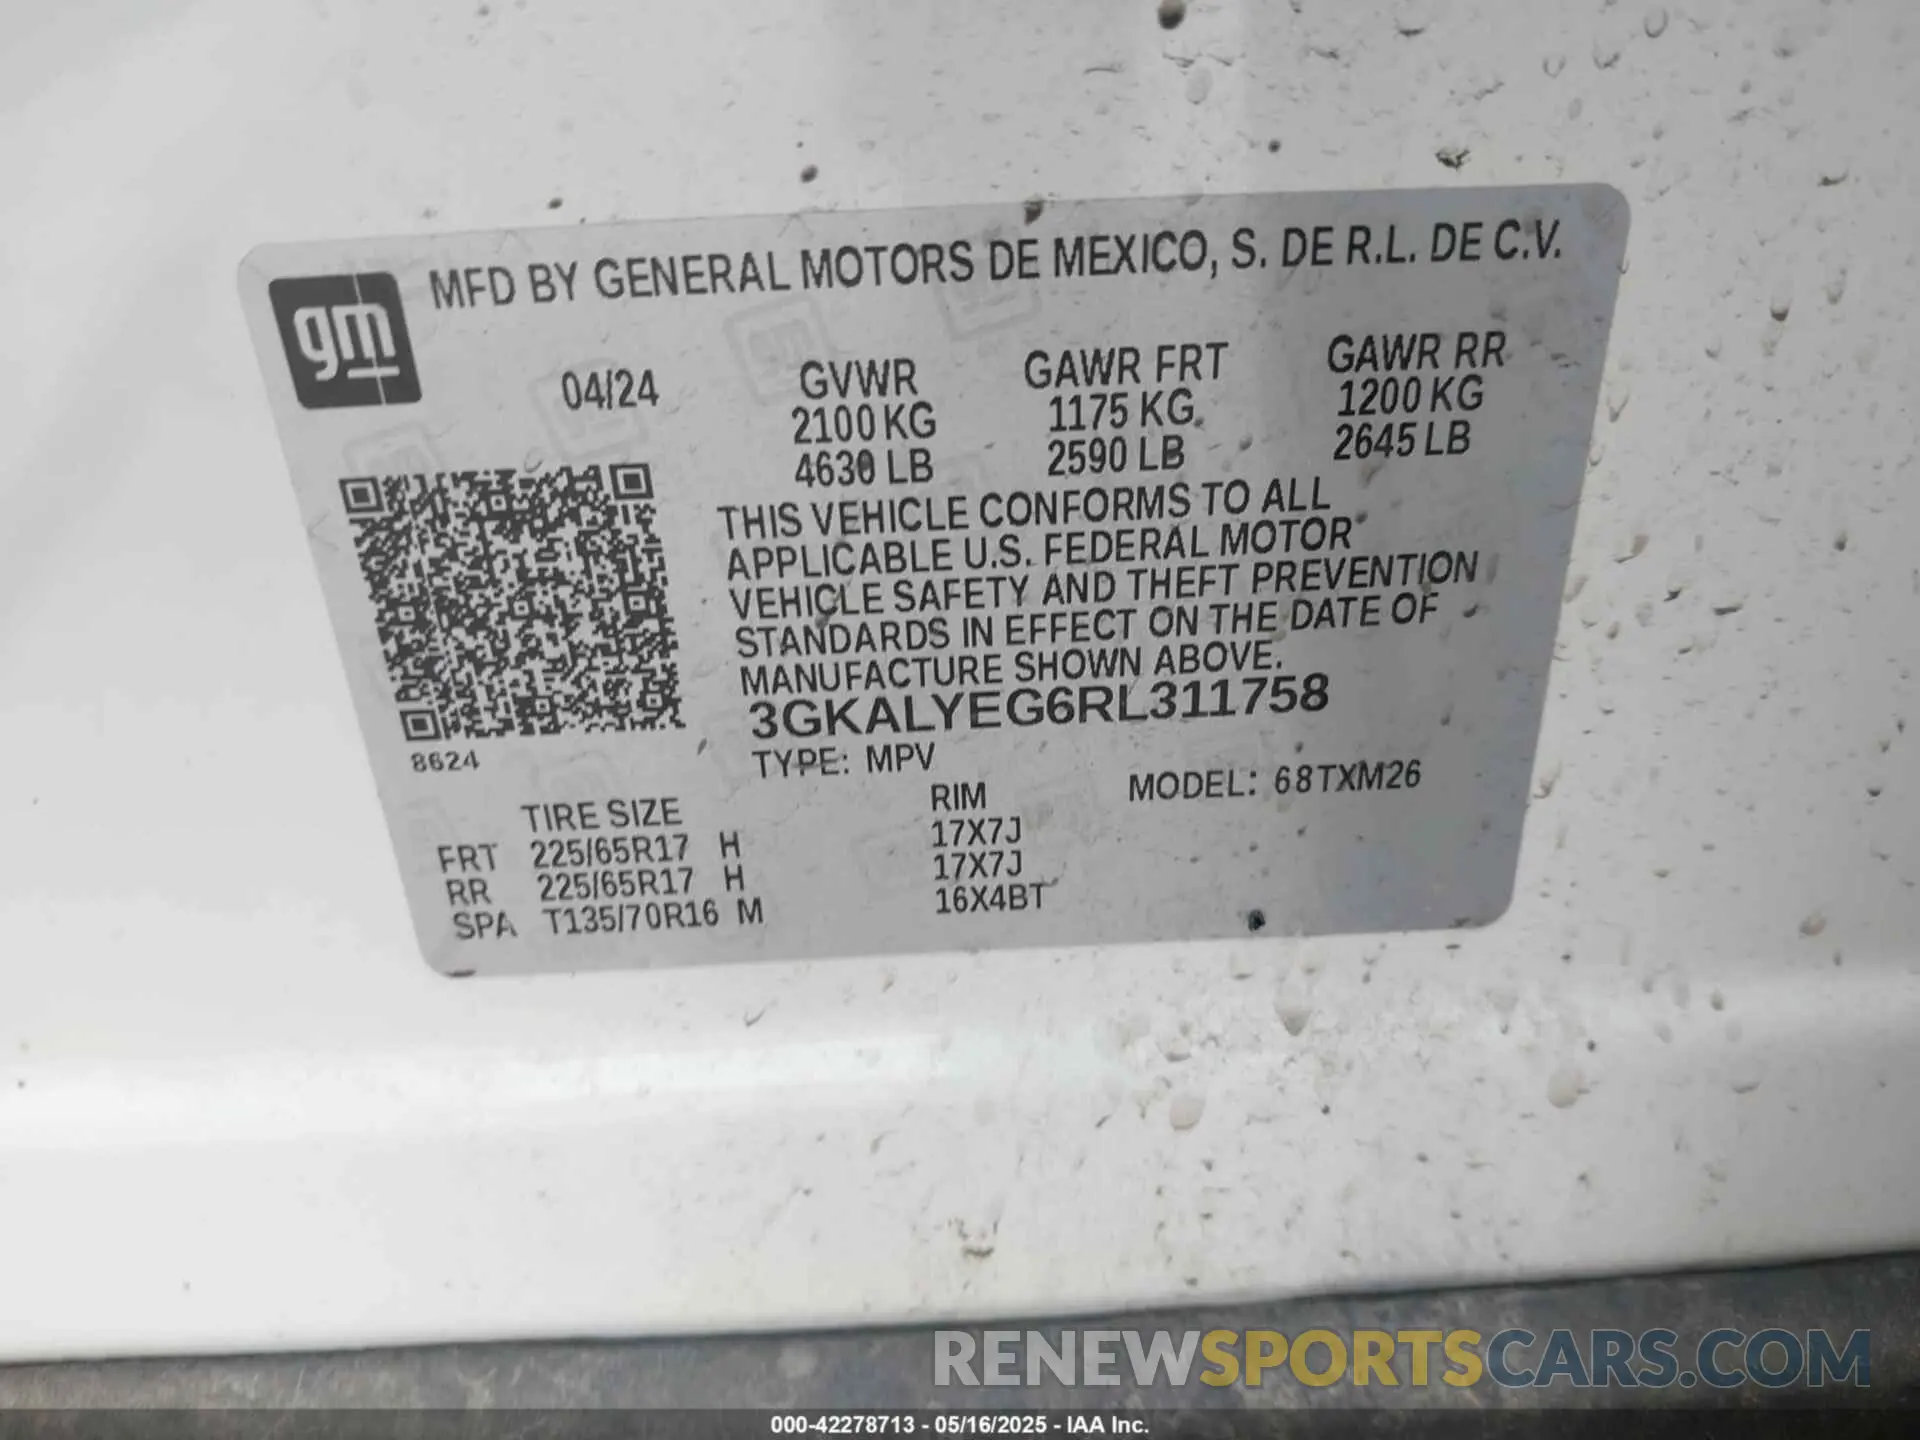 gm
MFD BY GENERAL MOTORS DE MEXICO, S. DE R.L. DE C.V.
04/24 GVWR GAWR FRT GAWR RR
2100 KG 1175 KG 1200 KG
4630 LB 2590 LB 2645 LB
THIS VEHICLE CONFORMS TO ALL
APPLICABLE U.S. FEDERAL MOTOR
VEHICLE SAFETY AND THEFT PREVENTION
STANDARDS IN EFFECT ON THE DATE OF
MANUFACTURE SHOWN ABOVE.
3GKALYEG6RL311758
8624 TYPE: MPV MODEL: 68TXM26
TIRE SIZE RIM
FRT 225/65R17 H 17X7J
RR 225/65R17 H 17X7J
SPA T135/70R16 M 16X4BT
RENEWSPORTSCARS.COM
000-42278713 - 05/16/2025 - IAA Inc.